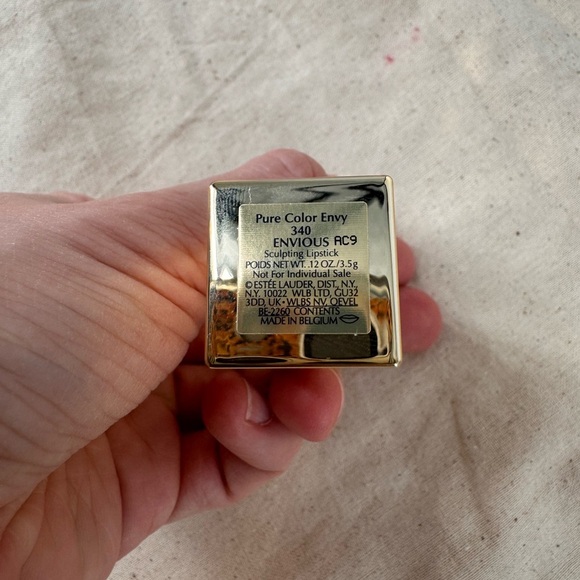 Pure Color Envy
340
ENVIOUS AC9
Sculpting Lipstick
POIDS NET WT. .12 OZ./3.5g
Not For Individual Sale
©ESTÉE LAUDER, DIST. N.Y.,
N.Y. 10022 WLB LTD, GU32
3DD, UK•WLBS NV. OEVEL
BE-2260 CONTENTS
MADE IN BELGIUM